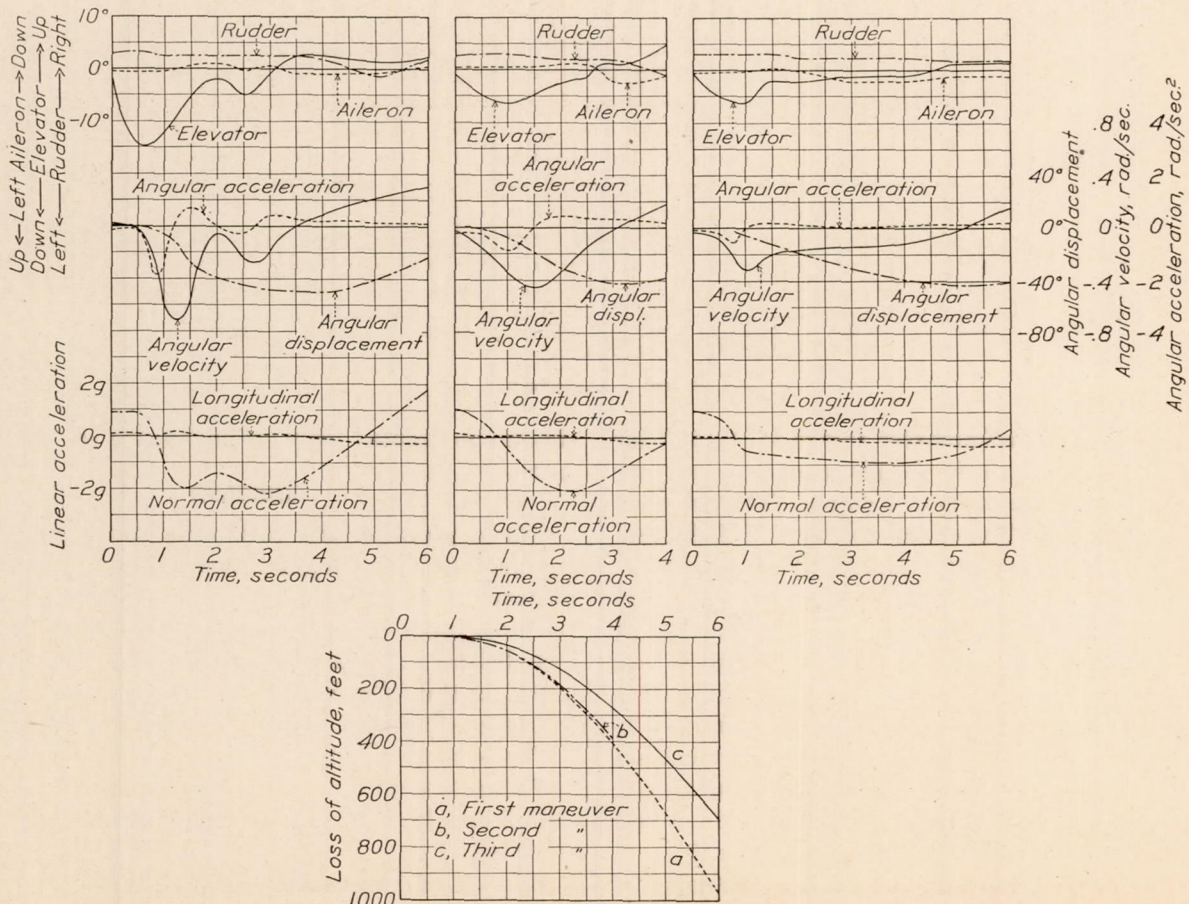 Up<—Left Aileron—>Down
Down<——Elevator——>Up
Left<——Rudder——>Right
10°
0°
-10°
Rudder
Aileron
Elevator
Rudder
Elevator
Aileron
Rudder
Elevator
Aileron
Angular acceleration
Angular
displacement
Angular
velocity
Angular
acceleration
Angular
velocity
Angular
displ.
Angular acceleration
Angular
velocity
Angular
displacement
40°
0°
-40°
-80°
Angular displacement
.8
.4
0
-.4
-.8
Angular velocity, rad/sec.
4
2
0
-2
-4
Angular acceleration, rad/sec²
Linear acceleration
2g
0g
-2g
Longitudinal
acceleration
Normal acceleration
Longitudinal
acceleration
Normal
acceleration
Longitudinal
acceleration
Normal acceleration
0 1 2 3 4 5 6
Time, seconds
0 1 2 3 4
Time, seconds
0 1 2 3 4 5 6
Time, seconds
Time, seconds
0 1 2 3 4 5 6
Loss of altitude, feet
0
200
400
600
800
1000
b
c
a
a, First maneuver
b, Second "
c, Third "